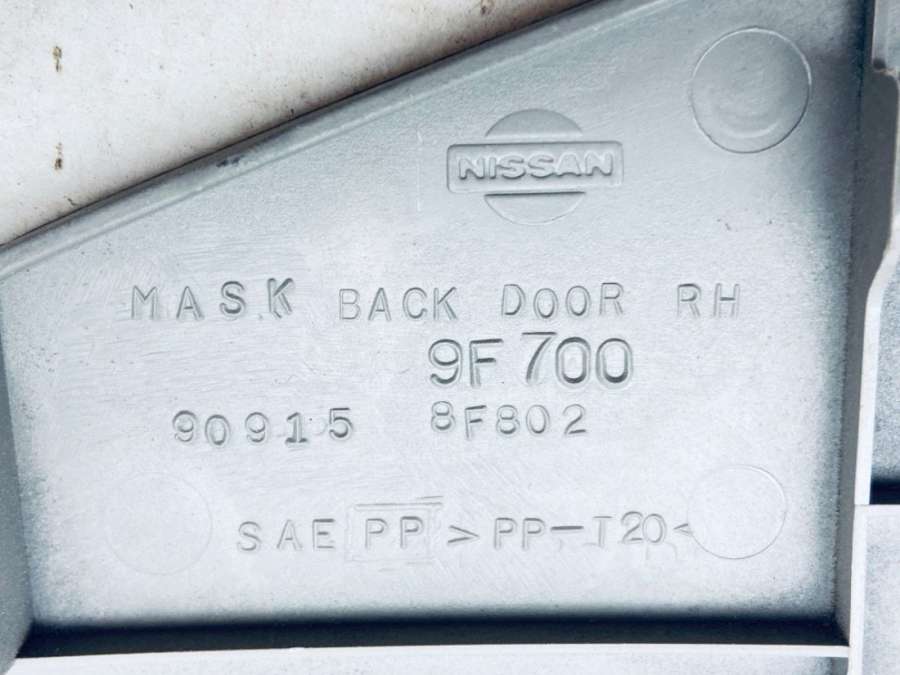 NISSAN
MASK BACK DOOR RH
9F700
90915 8F802
SAE PP >PP-T20<